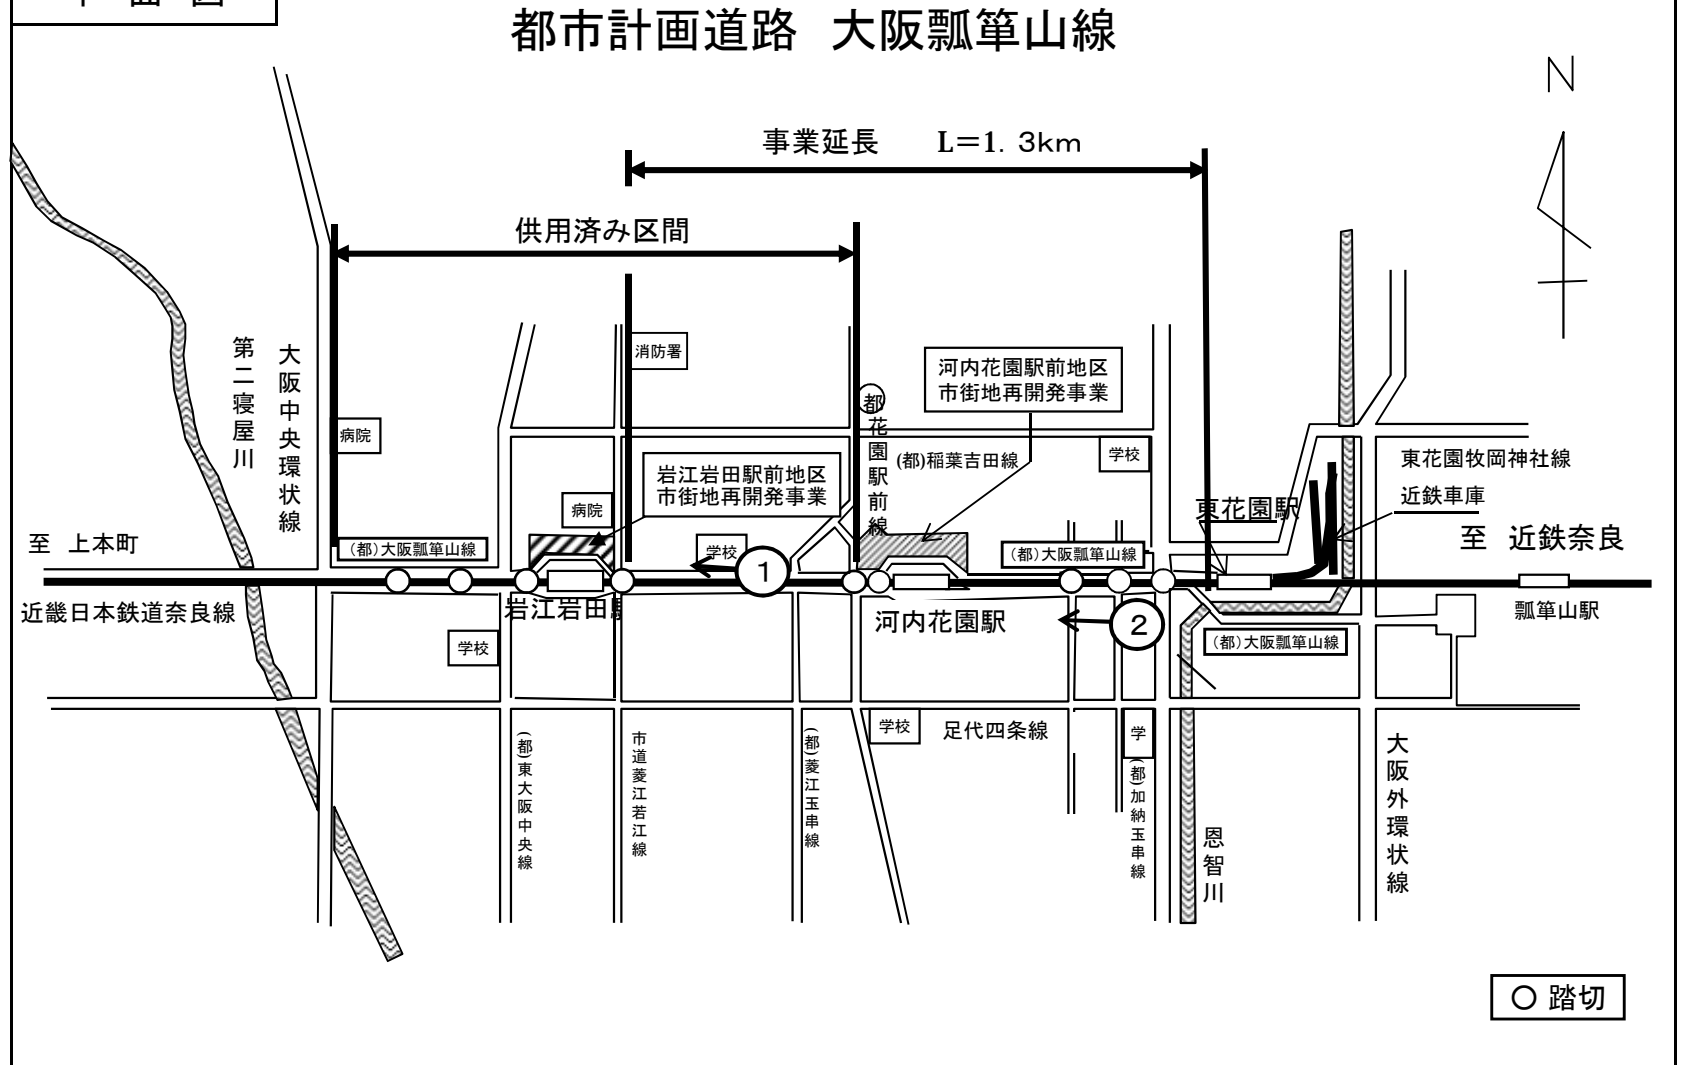 平面図
都市計画道路 大阪瓢箪山線
N
事業延長 L=1.3km
供用済み区間
第二寝屋川
大阪中央環状線
消防署
病院
河内花園駅前地区
市街地再開発事業
(都)花園駅前線
(都)稲葉吉田線
学校
岩江岩田駅前地区
市街地再開発事業
病院
東花園牧岡神社線
近鉄車庫
東花園駅
至 上本町
至 近鉄奈良
(都)大阪瓢箪山線
学校
1
(都)大阪瓢箪山線
近畿日本鉄道奈良線
岩江岩田駅
河内花園駅
2
瓢箪山駅
学校
(都)大阪瓢箪山線
学校
足代四条線
学
(都)東大阪中央線
市道菱江若江線
(都)菱江玉串線
(都)加納玉串線
恩智川
大阪外環状線
○ 踏切